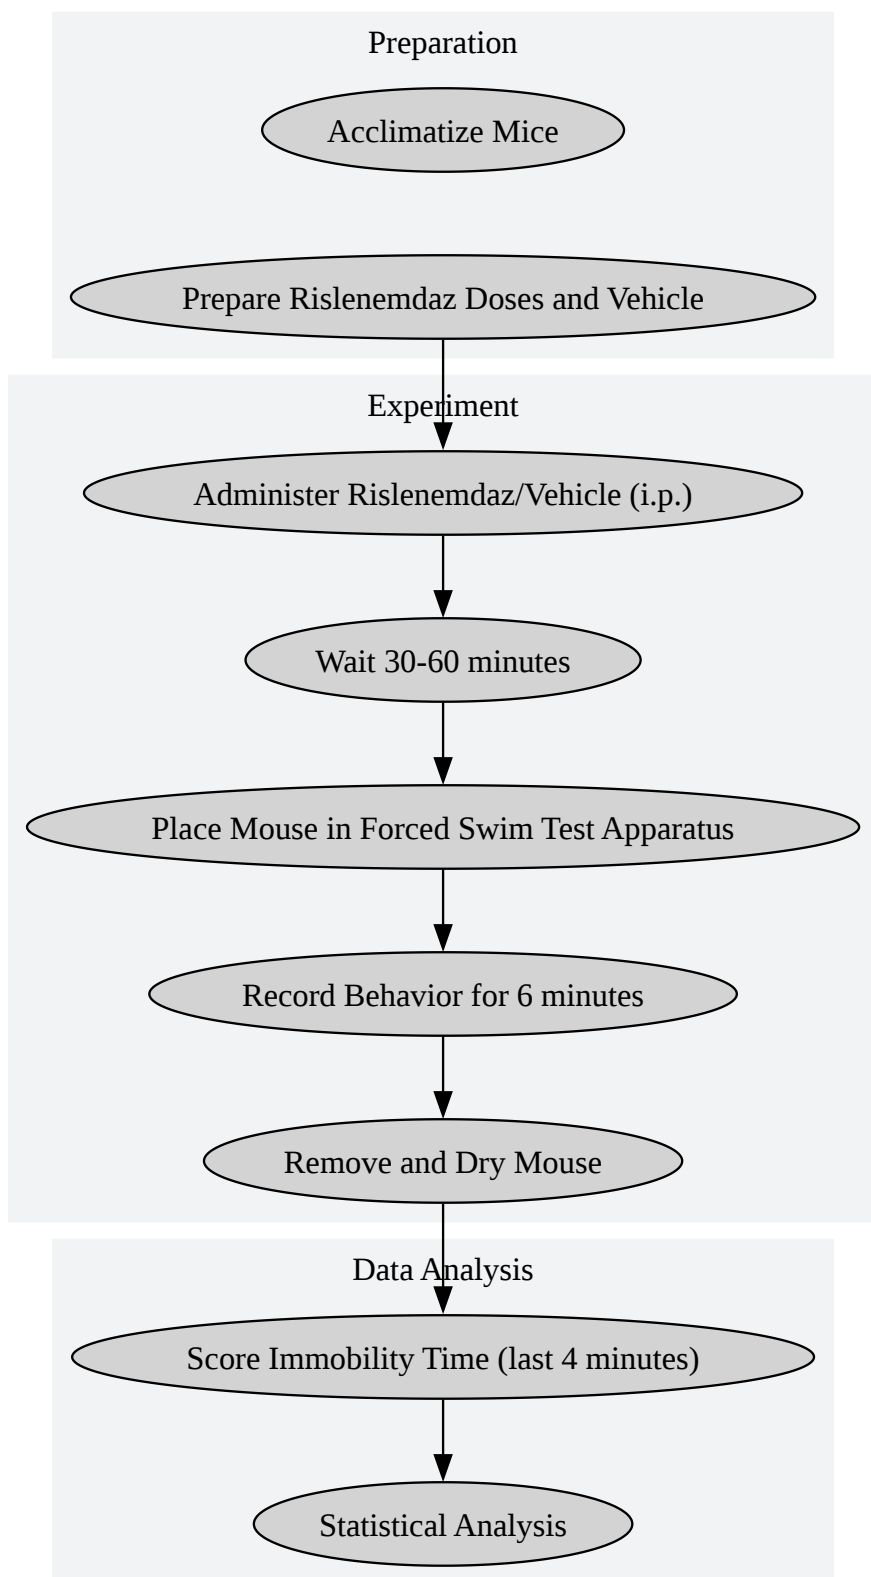 Preparation
Acclimatize Mice
Prepare Rislenemdaz Doses and Vehicle
Experiment
Administer Rislenemdaz/Vehicle (i.p.)
Wait 30-60 minutes
Place Mouse in Forced Swim Test Apparatus
Record Behavior for 6 minutes
Remove and Dry Mouse
Data Analysis
Score Immobility Time (last 4 minutes)
Statistical Analysis